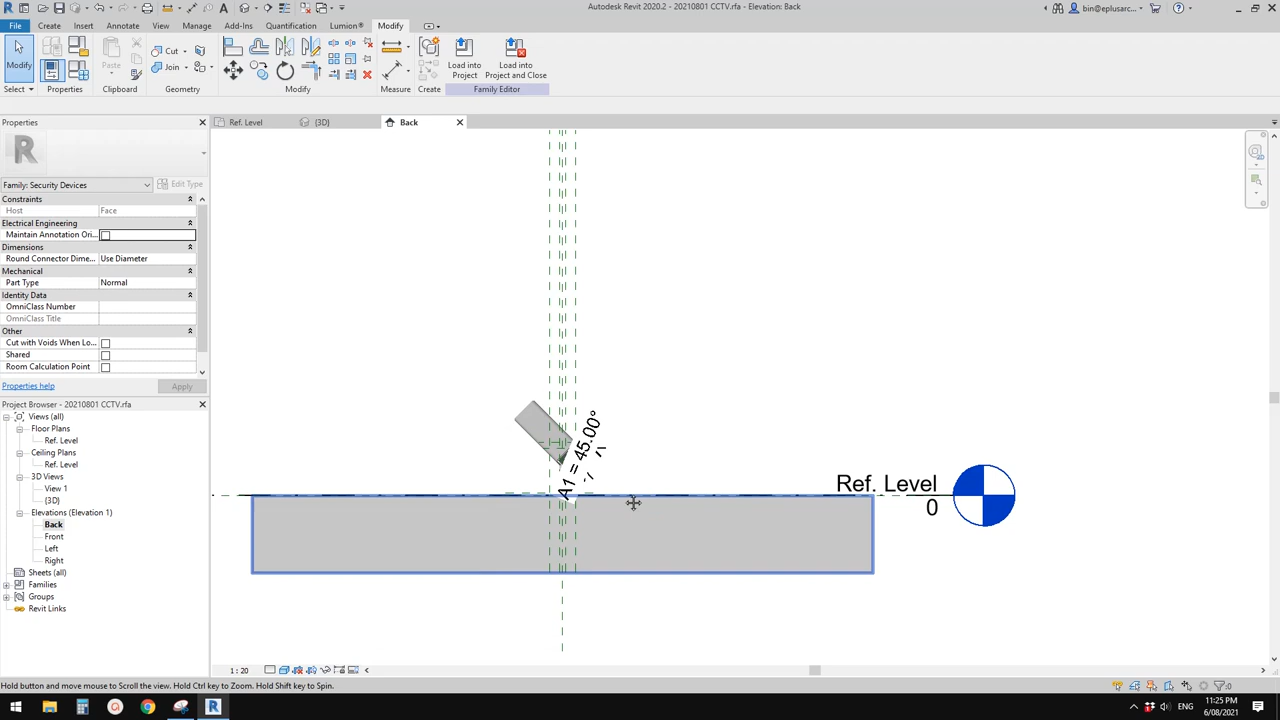 Autodesk Revit 2020.2 - 20210801 CCTV.rfa - Elevation: Back
bin@eplusarc...
File Create Insert Annotate View Manage Add-Ins Quantification Lumion® Modify
Modify Paste Cut Join Load into Project Load into Project and Close
Select Properties Clipboard Geometry Modify Measure Create Family Editor
Properties
Ref. Level {3D} Back
Family: Security Devices Edit Type
Constraints
Host Face
Electrical Engineering
Maintain Annotation Ori...
Dimensions
Round Connector Dime... Use Diameter
Mechanical
Part Type Normal
Identity Data
OmniClass Number
OmniClass Title
Other
Cut with Voids When Lo...
Shared
Room Calculation Point
Properties help Apply
Project Browser - 20210801 CCTV.rfa
Views (all)
Floor Plans
Ref. Level
Ceiling Plans
Ref. Level
3D Views
View 1
{3D}
Elevations (Elevation 1)
Back
Front
Left
Right
Sheets (all)
Families
Groups
Revit Links
A1 = 45.00°
Ref. Level
0
1 : 20
Hold button and move mouse to Scroll the view. Hold Ctrl key to Zoom. Hold Shift key to Spin.
:0
ENG
11:25 PM
6/08/2021